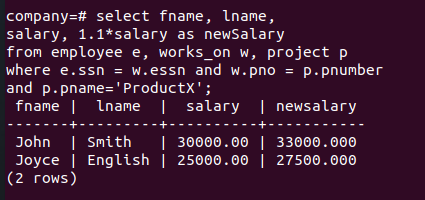 company=# select fname, lname,
salary, 1.1*salary as newSalary
from employee e, works_on w, project p
where e.ssn = w.essn and w.pno = p.pnumber
and p.pname='ProductX';
 fname |  lname  |  salary  | newsalary
-------+---------+----------+-----------
 John  | Smith   | 30000.00 | 33000.000
 Joyce | English | 25000.00 | 27500.000
(2 rows)